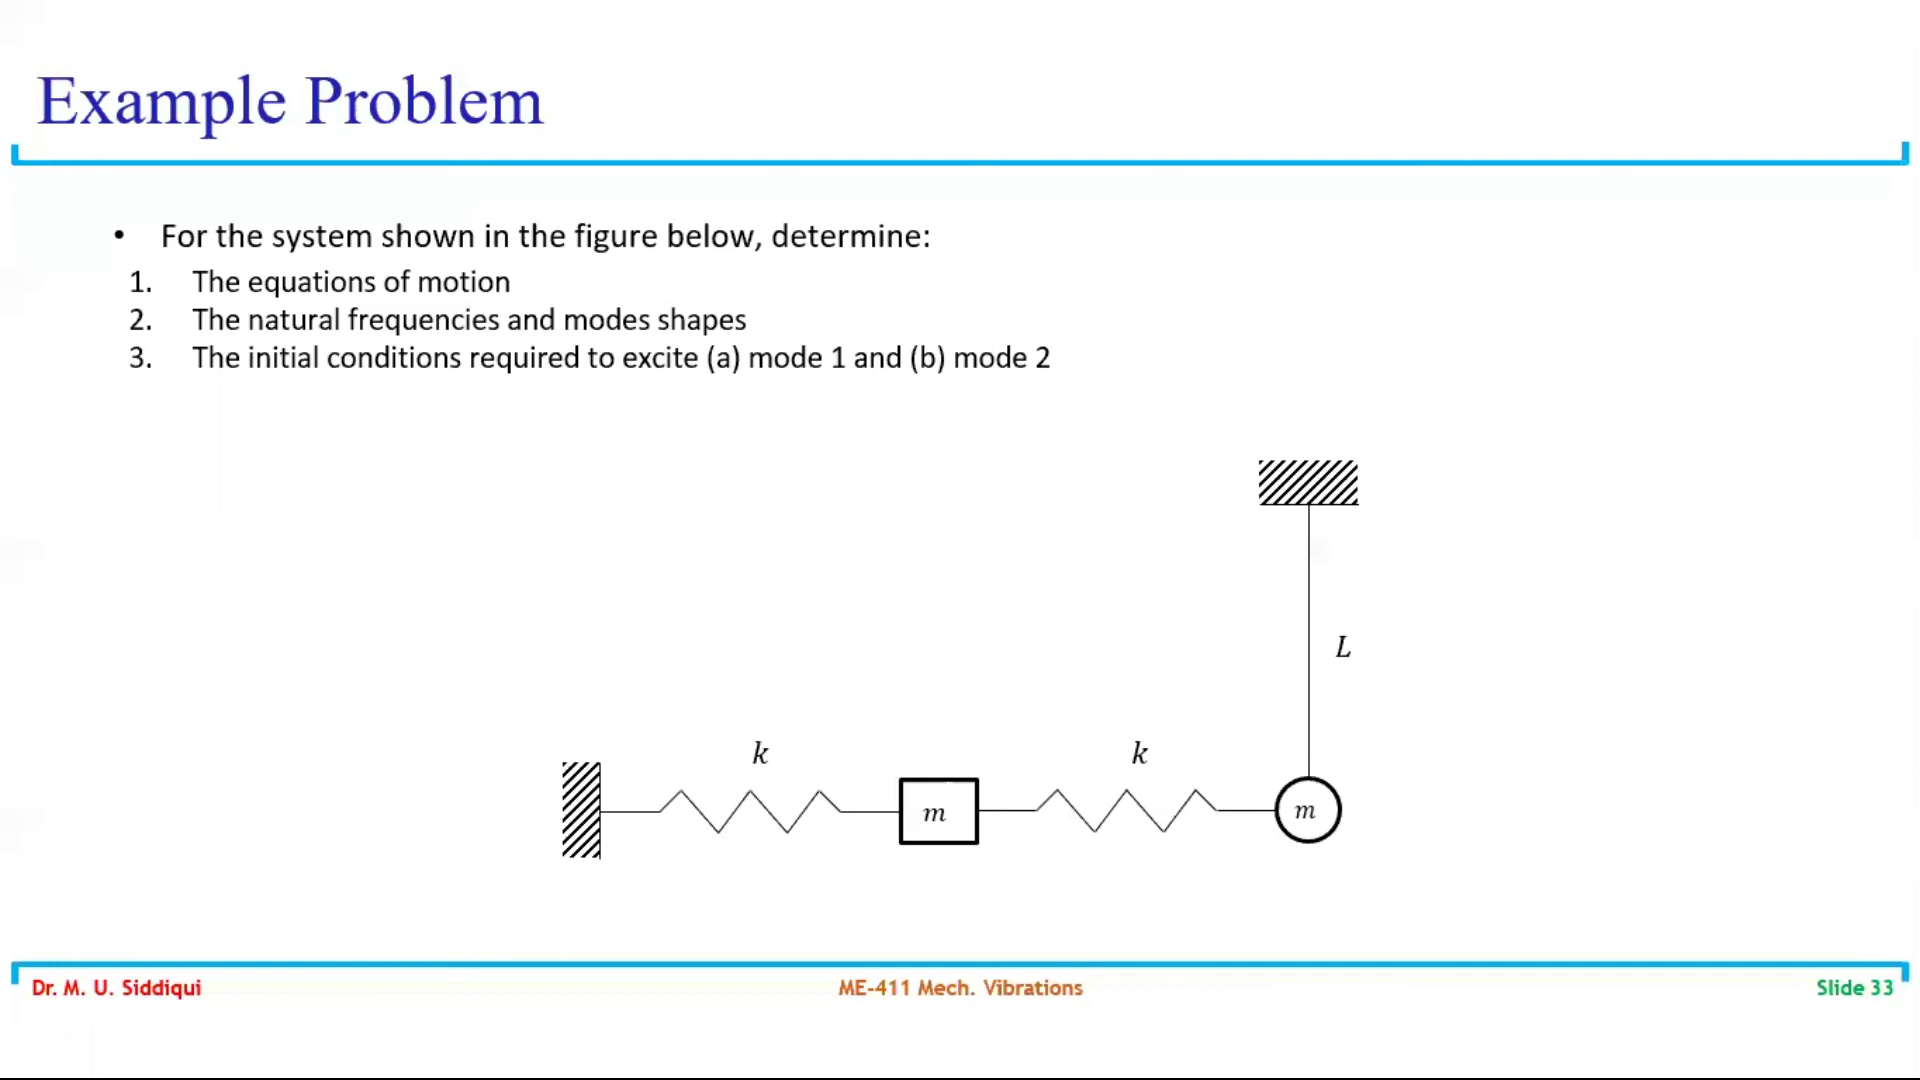 Example Problem
• For the system shown in the figure below, determine:
1. The equations of motion
2. The natural frequencies and modes shapes
3. The initial conditions required to excite (a) mode 1 and (b) mode 2
L
k
k
m
m
Dr. M. U. Siddiqui
ME-411 Mech. Vibrations
Slide 33